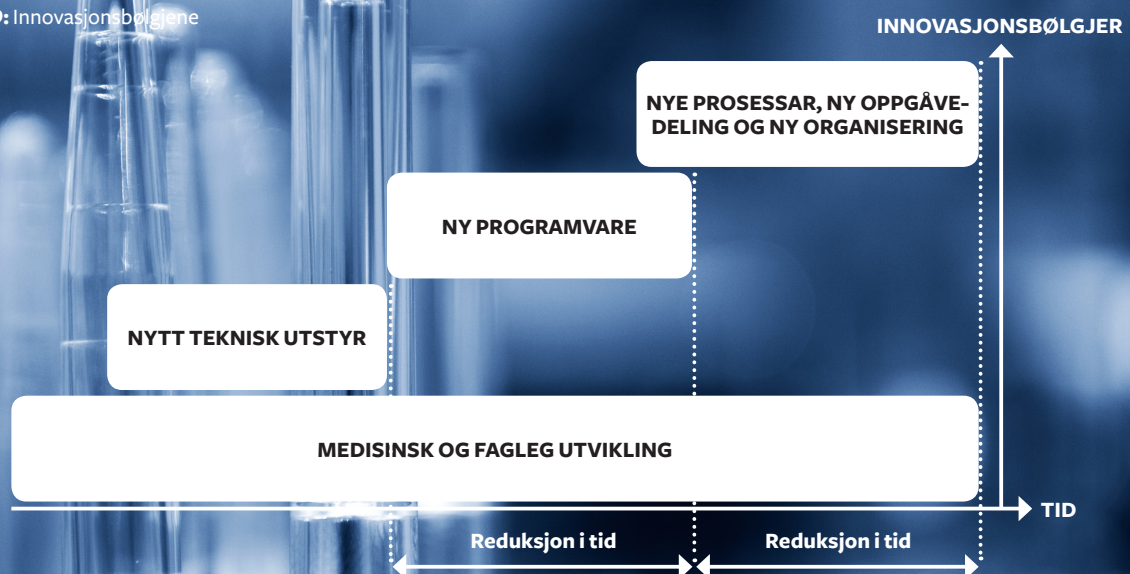 : Innovasjonsbølgjene
INNOVASJONSBØLGJER
NYE PROSESSAR, NY OPPGÅVE-
DELING OG NY ORGANISERING
NY PROGRAMVARE
NYTT TEKNISK UTSTYR
MEDISINSK OG FAGLEG UTVIKLING
TID
Reduksjon i tid
Reduksjon i tid